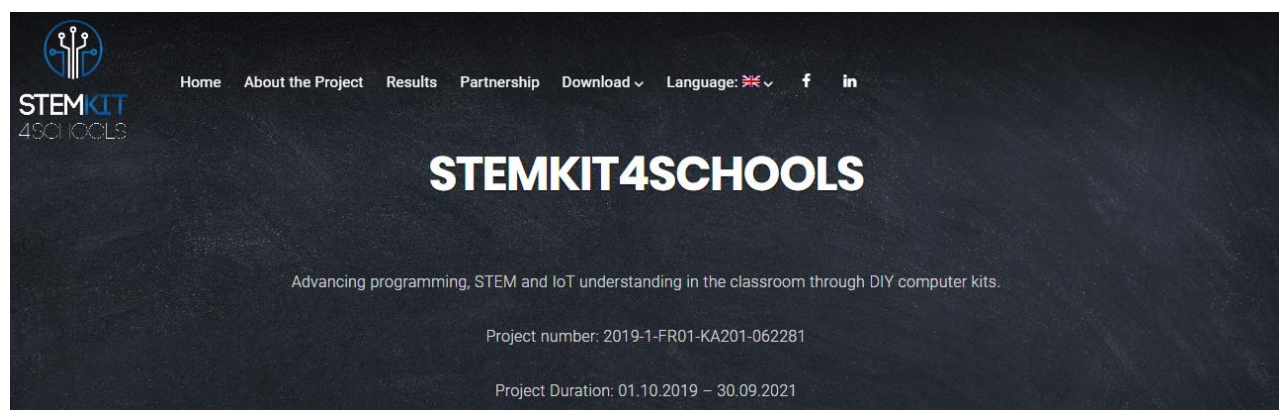 STEMKIT
4SCHOOLS
Home About the Project Results Partnership Download Language: f in
STEMKIT4SCHOOLS
Advancing programming, STEM and IoT understanding in the classroom through DIY computer kits.
Project number: 2019-1-FR01-KA201-062281
Project Duration: 01.10.2019 – 30.09.2021